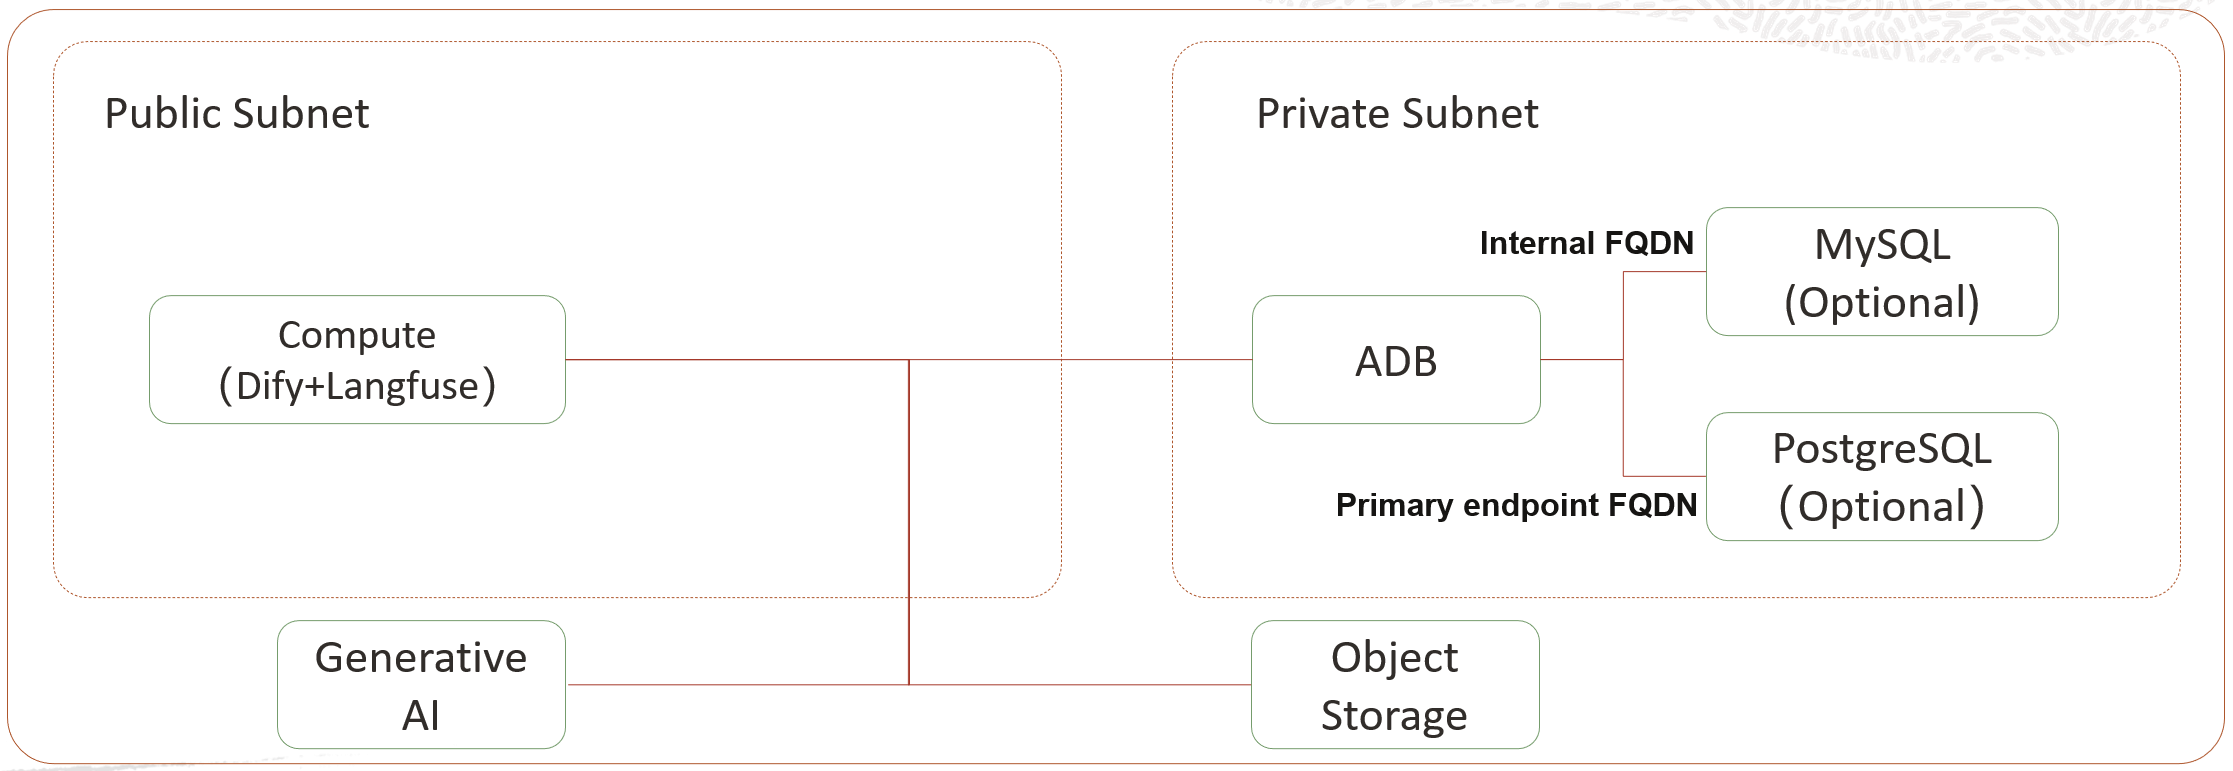 Public Subnet
Private Subnet
Compute
（Dify+Langfuse）
ADB
Internal FQDN
MySQL
(Optional)
Primary endpoint FQDN
PostgreSQL
（Optional）
Generative
AI
Object
Storage